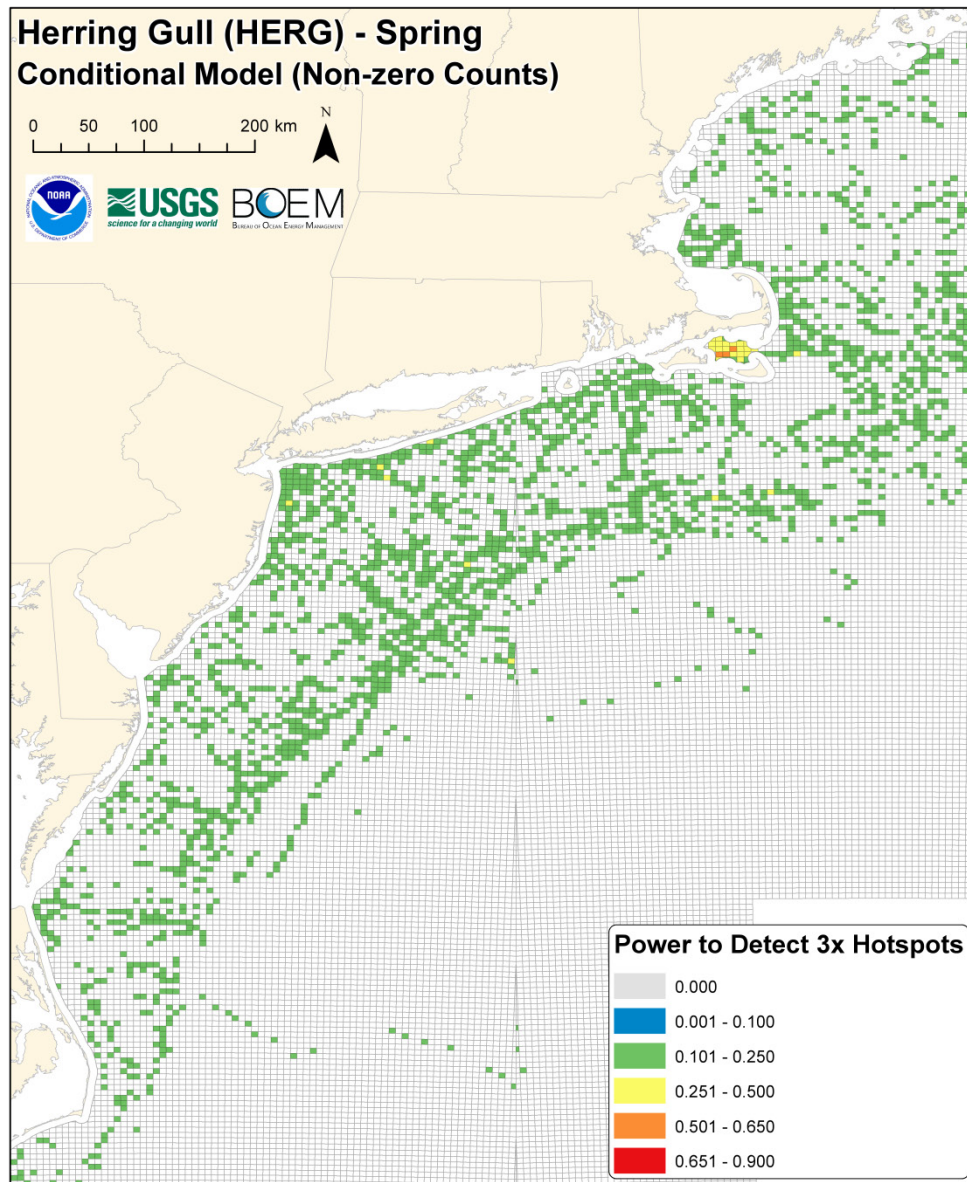 Herring Gull (HERG) - Spring
Conditional Model (Non-zero Counts)
0 50 100 200 km
N
NOAA
USGS
science for a changing world
BOEM
BUREAU OF OCEAN ENERGY MANAGEMENT
Power to Detect 3x Hotspots
0.000
0.001 - 0.100
0.101 - 0.250
0.251 - 0.500
0.501 - 0.650
0.651 - 0.900